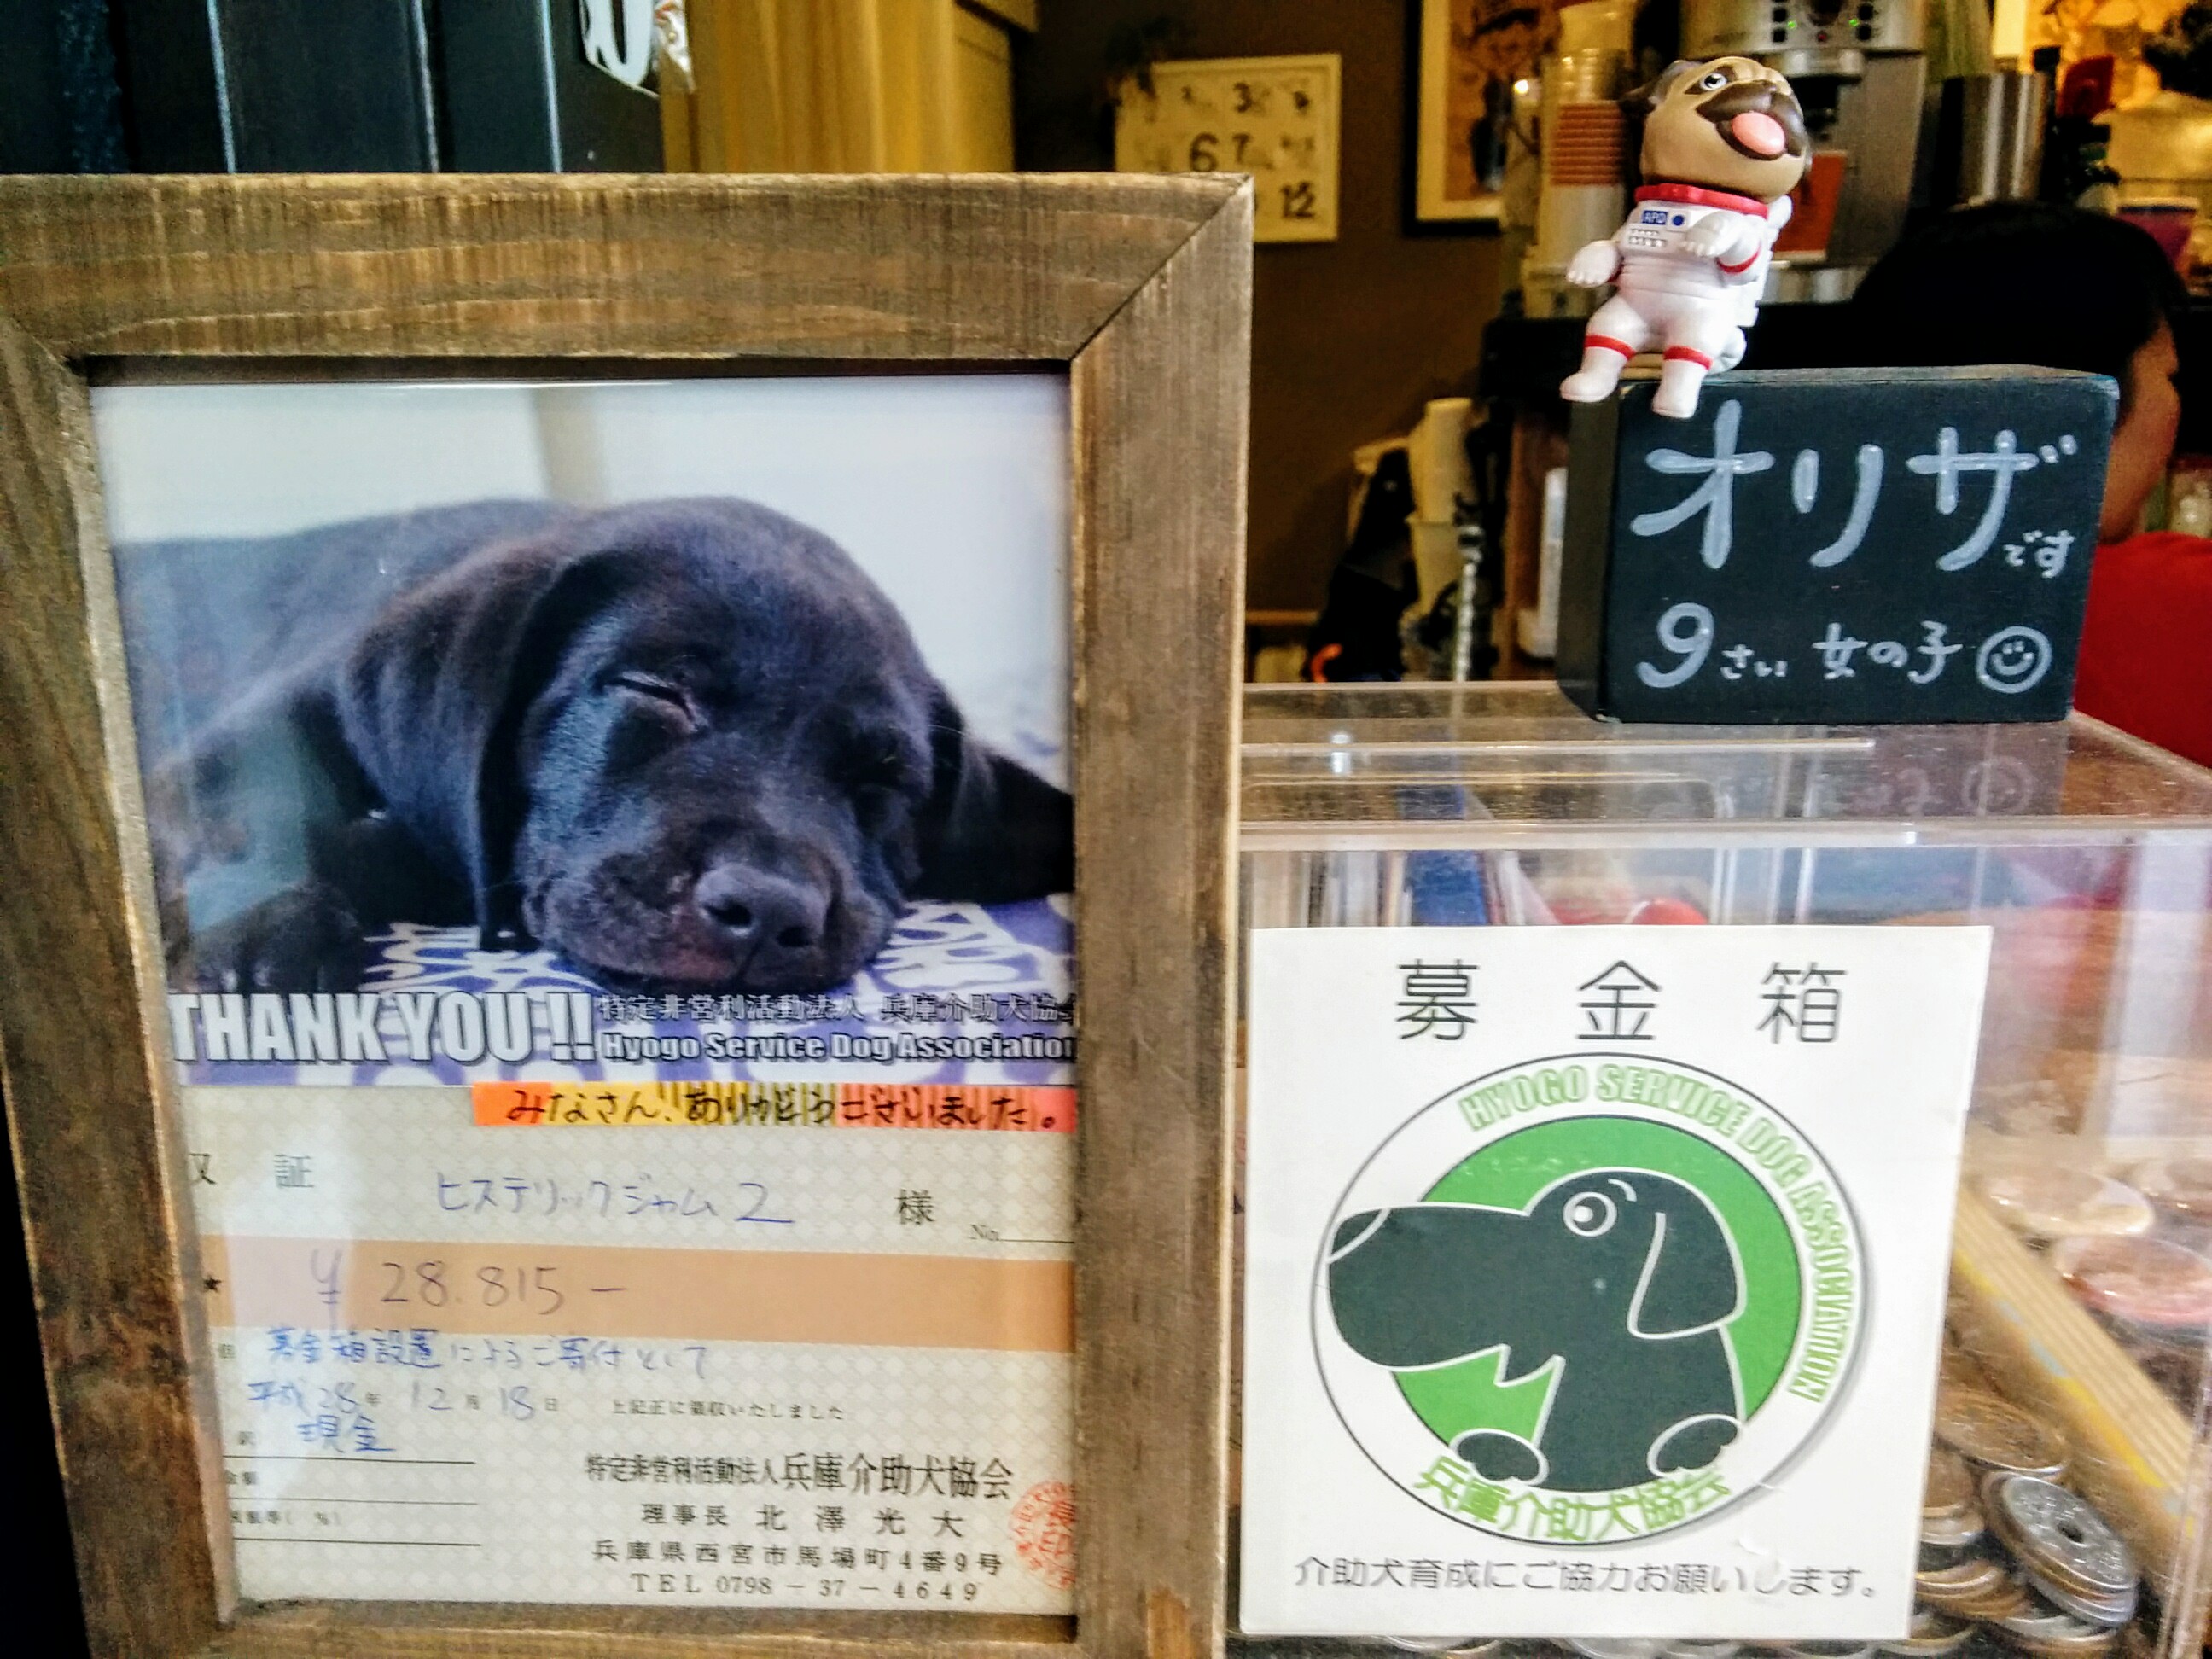 THANK YOU !! 特定非営利活動法人 兵庫介助犬協会
Hyogo Service Dog Association
みなさん、ありがとうございました。
収 証
ヒステリックジャム2 様
No.
★ ¥ 28.815-
但 募金箱設置によるご寄付として
平成28年 12月18日 上記正に領収いたしました
現金
特定非営利活動法人兵庫介助犬協会
理事長 北澤光大
兵庫県西宮市馬場町4番9号
TEL 0798-37-4649
3
6 7
12
APO
オリザです
9さい 女の子
募金箱
HYOGO SERVICE DOG ASSOCIATION
兵庫介助犬協会
介助犬育成にご協力お願いします。